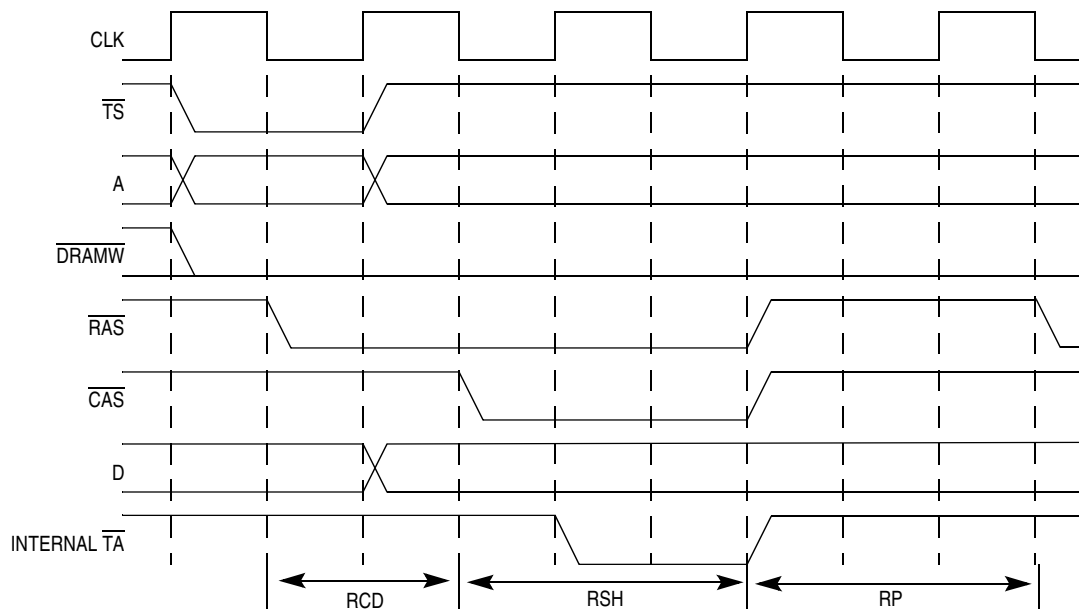 CLK
TS
A
DRAMW
RAS
CAS
D
INTERNAL TA
RCD
RSH
RP